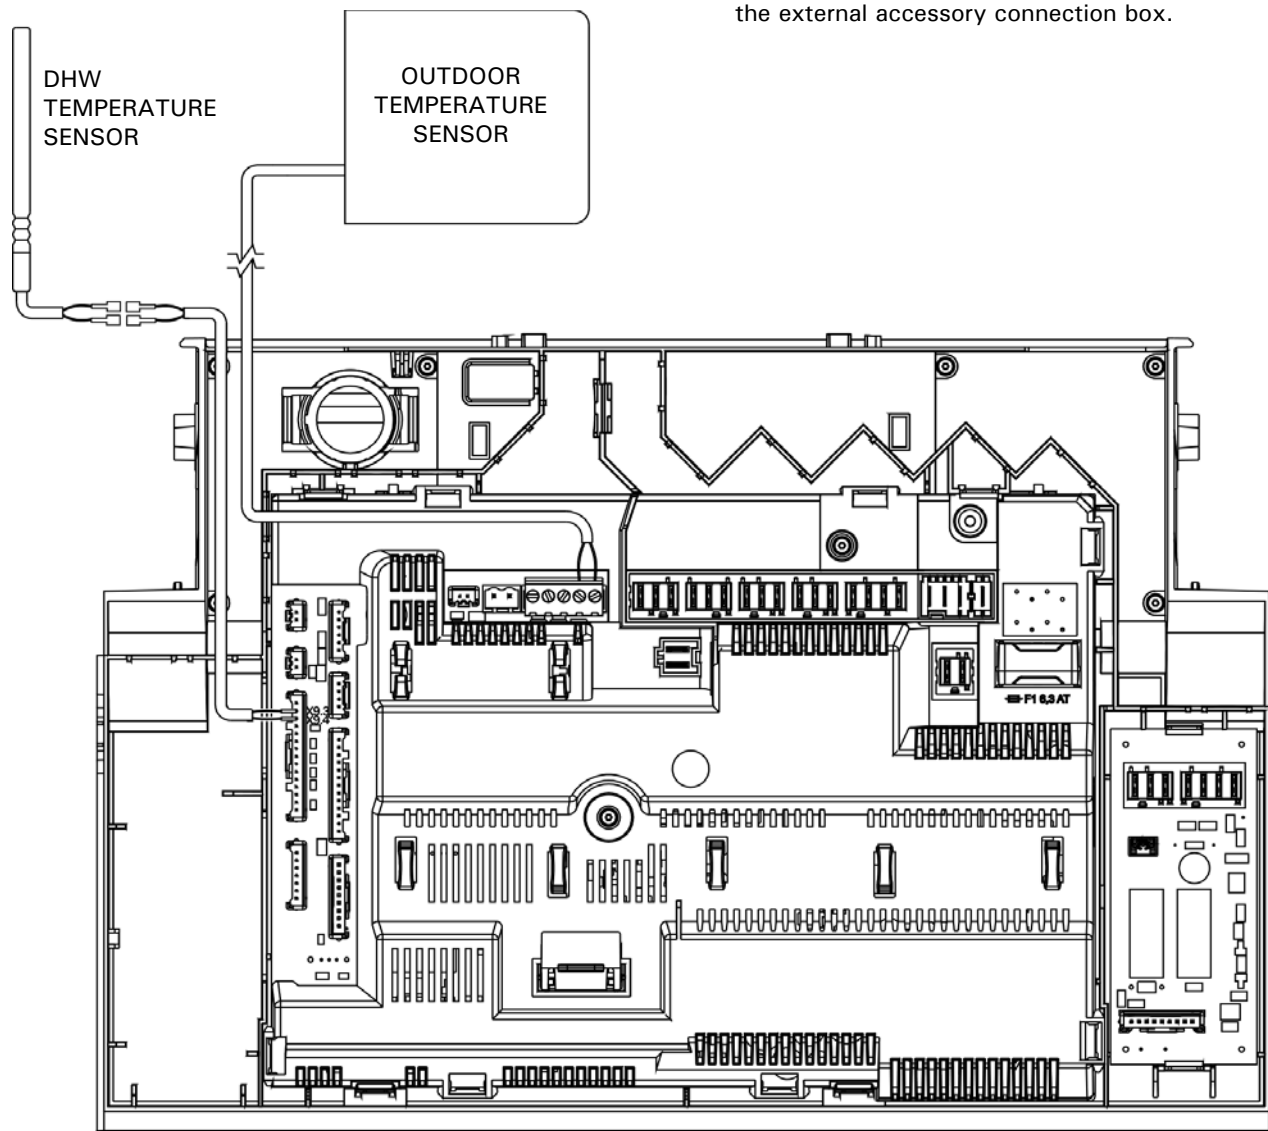 the external accessory connection box.
DHW
TEMPERATURE
SENSOR
OUTDOOR
TEMPERATURE
SENSOR
F1 6,3 AT